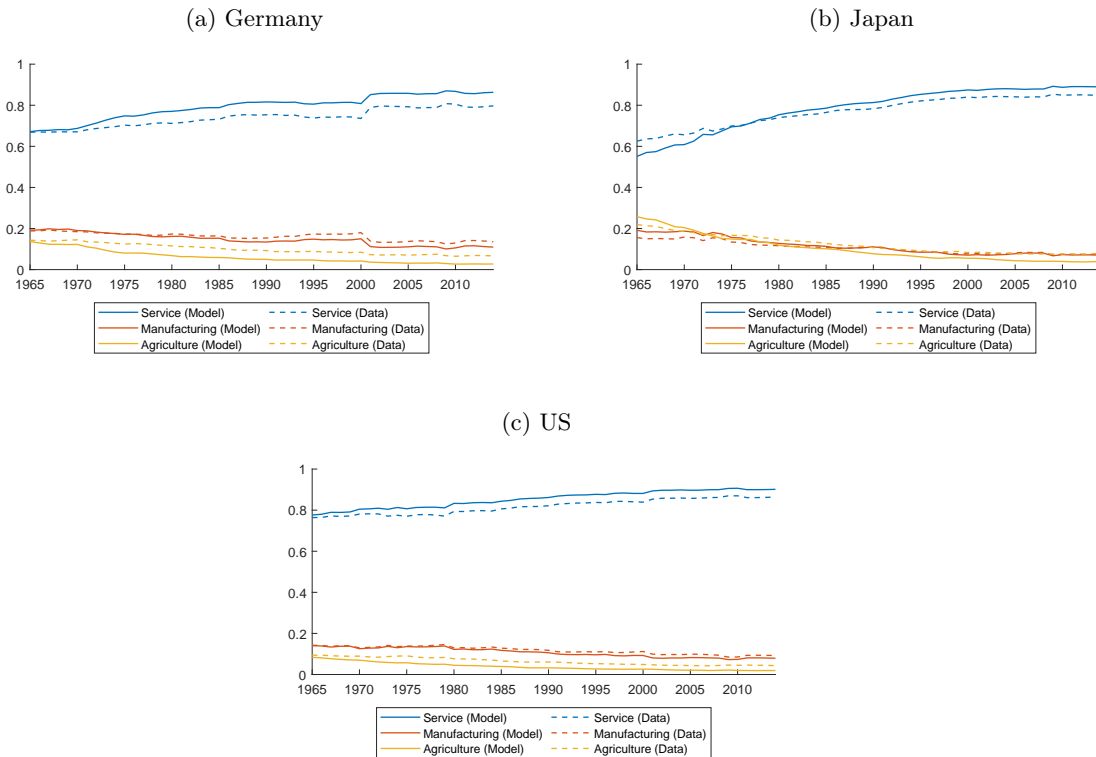 (a) Germany
1
0.8
0.6
0.4
0.2
0
1965 1970 1975 1980 1985 1990 1995 2000 2005 2010
Service (Model) Service (Data)
Manufacturing (Model) Manufacturing (Data)
Agriculture (Model) Agriculture (Data)
(b) Japan
1
0.8
0.6
0.4
0.2
0
1965 1970 1975 1980 1985 1990 1995 2000 2005 2010
Service (Model) Service (Data)
Manufacturing (Model) Manufacturing (Data)
Agriculture (Model) Agriculture (Data)
(c) US
1
0.8
0.6
0.4
0.2
0
1965 1970 1975 1980 1985 1990 1995 2000 2005 2010
Service (Model) Service (Data)
Manufacturing (Model) Manufacturing (Data)
Agriculture (Model) Agriculture (Data)